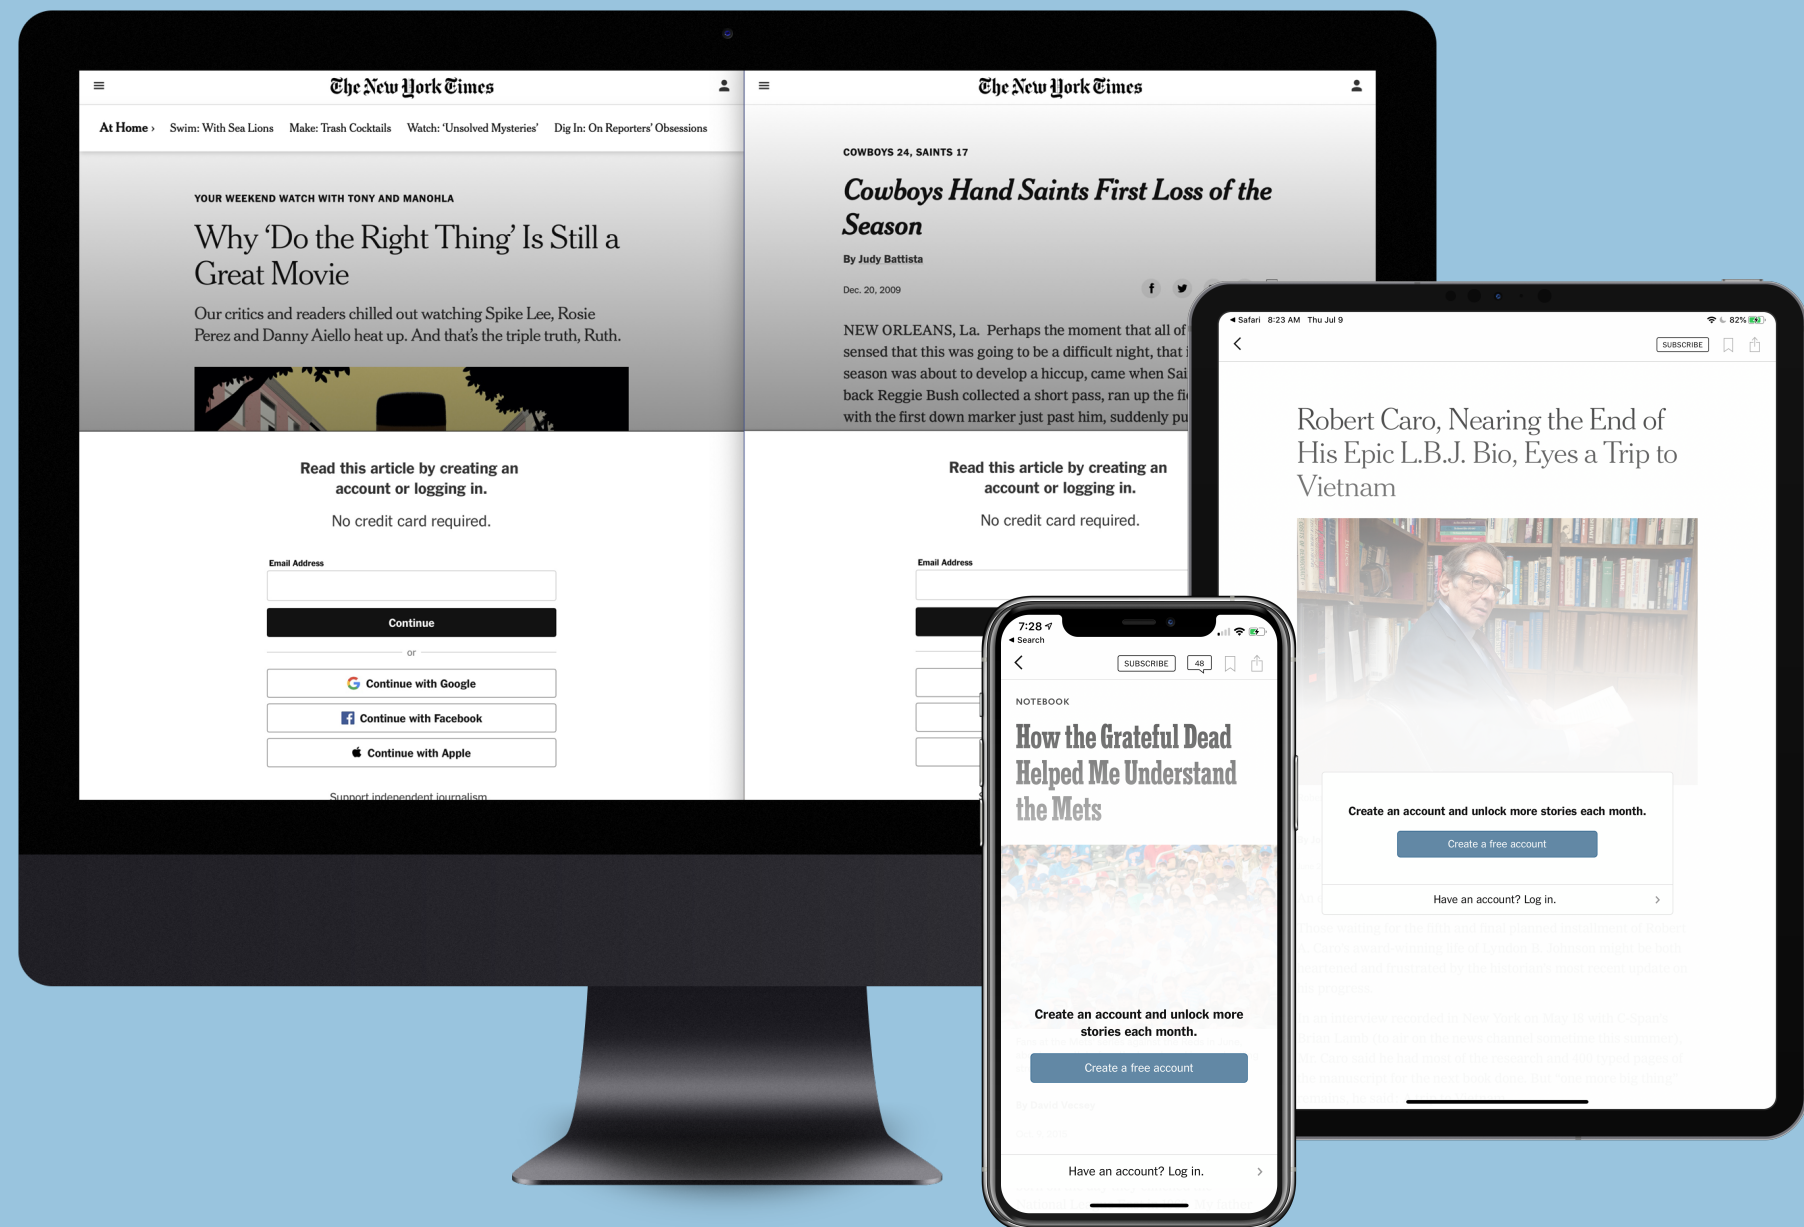 The New York Times
At Home ›
Swim: With Sea Lions
Make: Trash Cocktails
Watch: ‘Unsolved Mysteries’
Dig In: On Reporters’ Obsessions
YOUR WEEKEND WATCH WITH TONY AND MANOHLA
Why ‘Do the Right Thing’ Is Still a
Great Movie
Our critics and readers chilled out watching Spike Lee, Rosie
Perez and Danny Aiello heat up. And that’s the triple truth, Ruth.
Read this article by creating an
account or logging in.
No credit card required.
Email Address
Continue
or
Continue with Google
Continue with Facebook
Continue with Apple
Support independent journalism
The New York Times
COWBOYS 24, SAINTS 17
Cowboys Hand Saints First Loss of the
Season
By Judy Battista
Dec. 20, 2009
NEW ORLEANS, La. Perhaps the moment that all of
sensed that this was going to be a difficult night, that
season was about to develop a hiccup, came when
back Reggie Bush collected a short pass, ran up the
with the first down marker just past him, suddenly
Read this article by creating an
account or logging in.
No credit card required.
Email Address
7:28
◀ Search
SUBSCRIBE
48
NOTEBOOK
How the Grateful Dead
Helped Me Understand
the Mets
Create an account and unlock more
stories each month.
Create a free account
Have an account? Log in.
◀ Safari 8:23 AM Thu Jul 9
82%
SUBSCRIBE
Robert Caro, Nearing the End of
His Epic L.B.J. Bio, Eyes a Trip to
Vietnam
Create an account and unlock more stories each month.
Create a free account
Have an account? Log in.